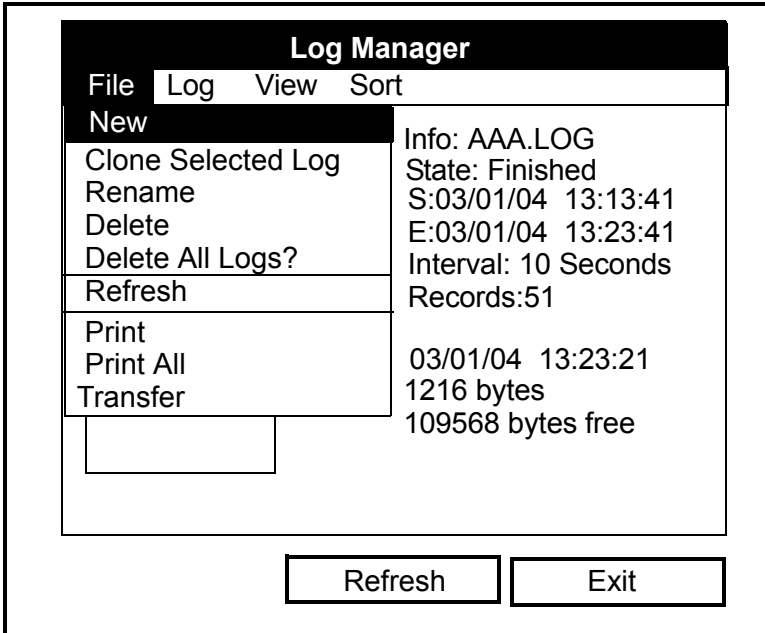 Log Manager
File Log View Sort
New
Clone Selected Log
Rename
Delete
Delete All Logs?
Refresh
Print
Print All
Transfer
Info: AAA.LOG
State: Finished
S:03/01/04 13:13:41
E:03/01/04 13:23:41
Interval: 10 Seconds
Records:51
03/01/04 13:23:21
1216 bytes
109568 bytes free
Refresh Exit